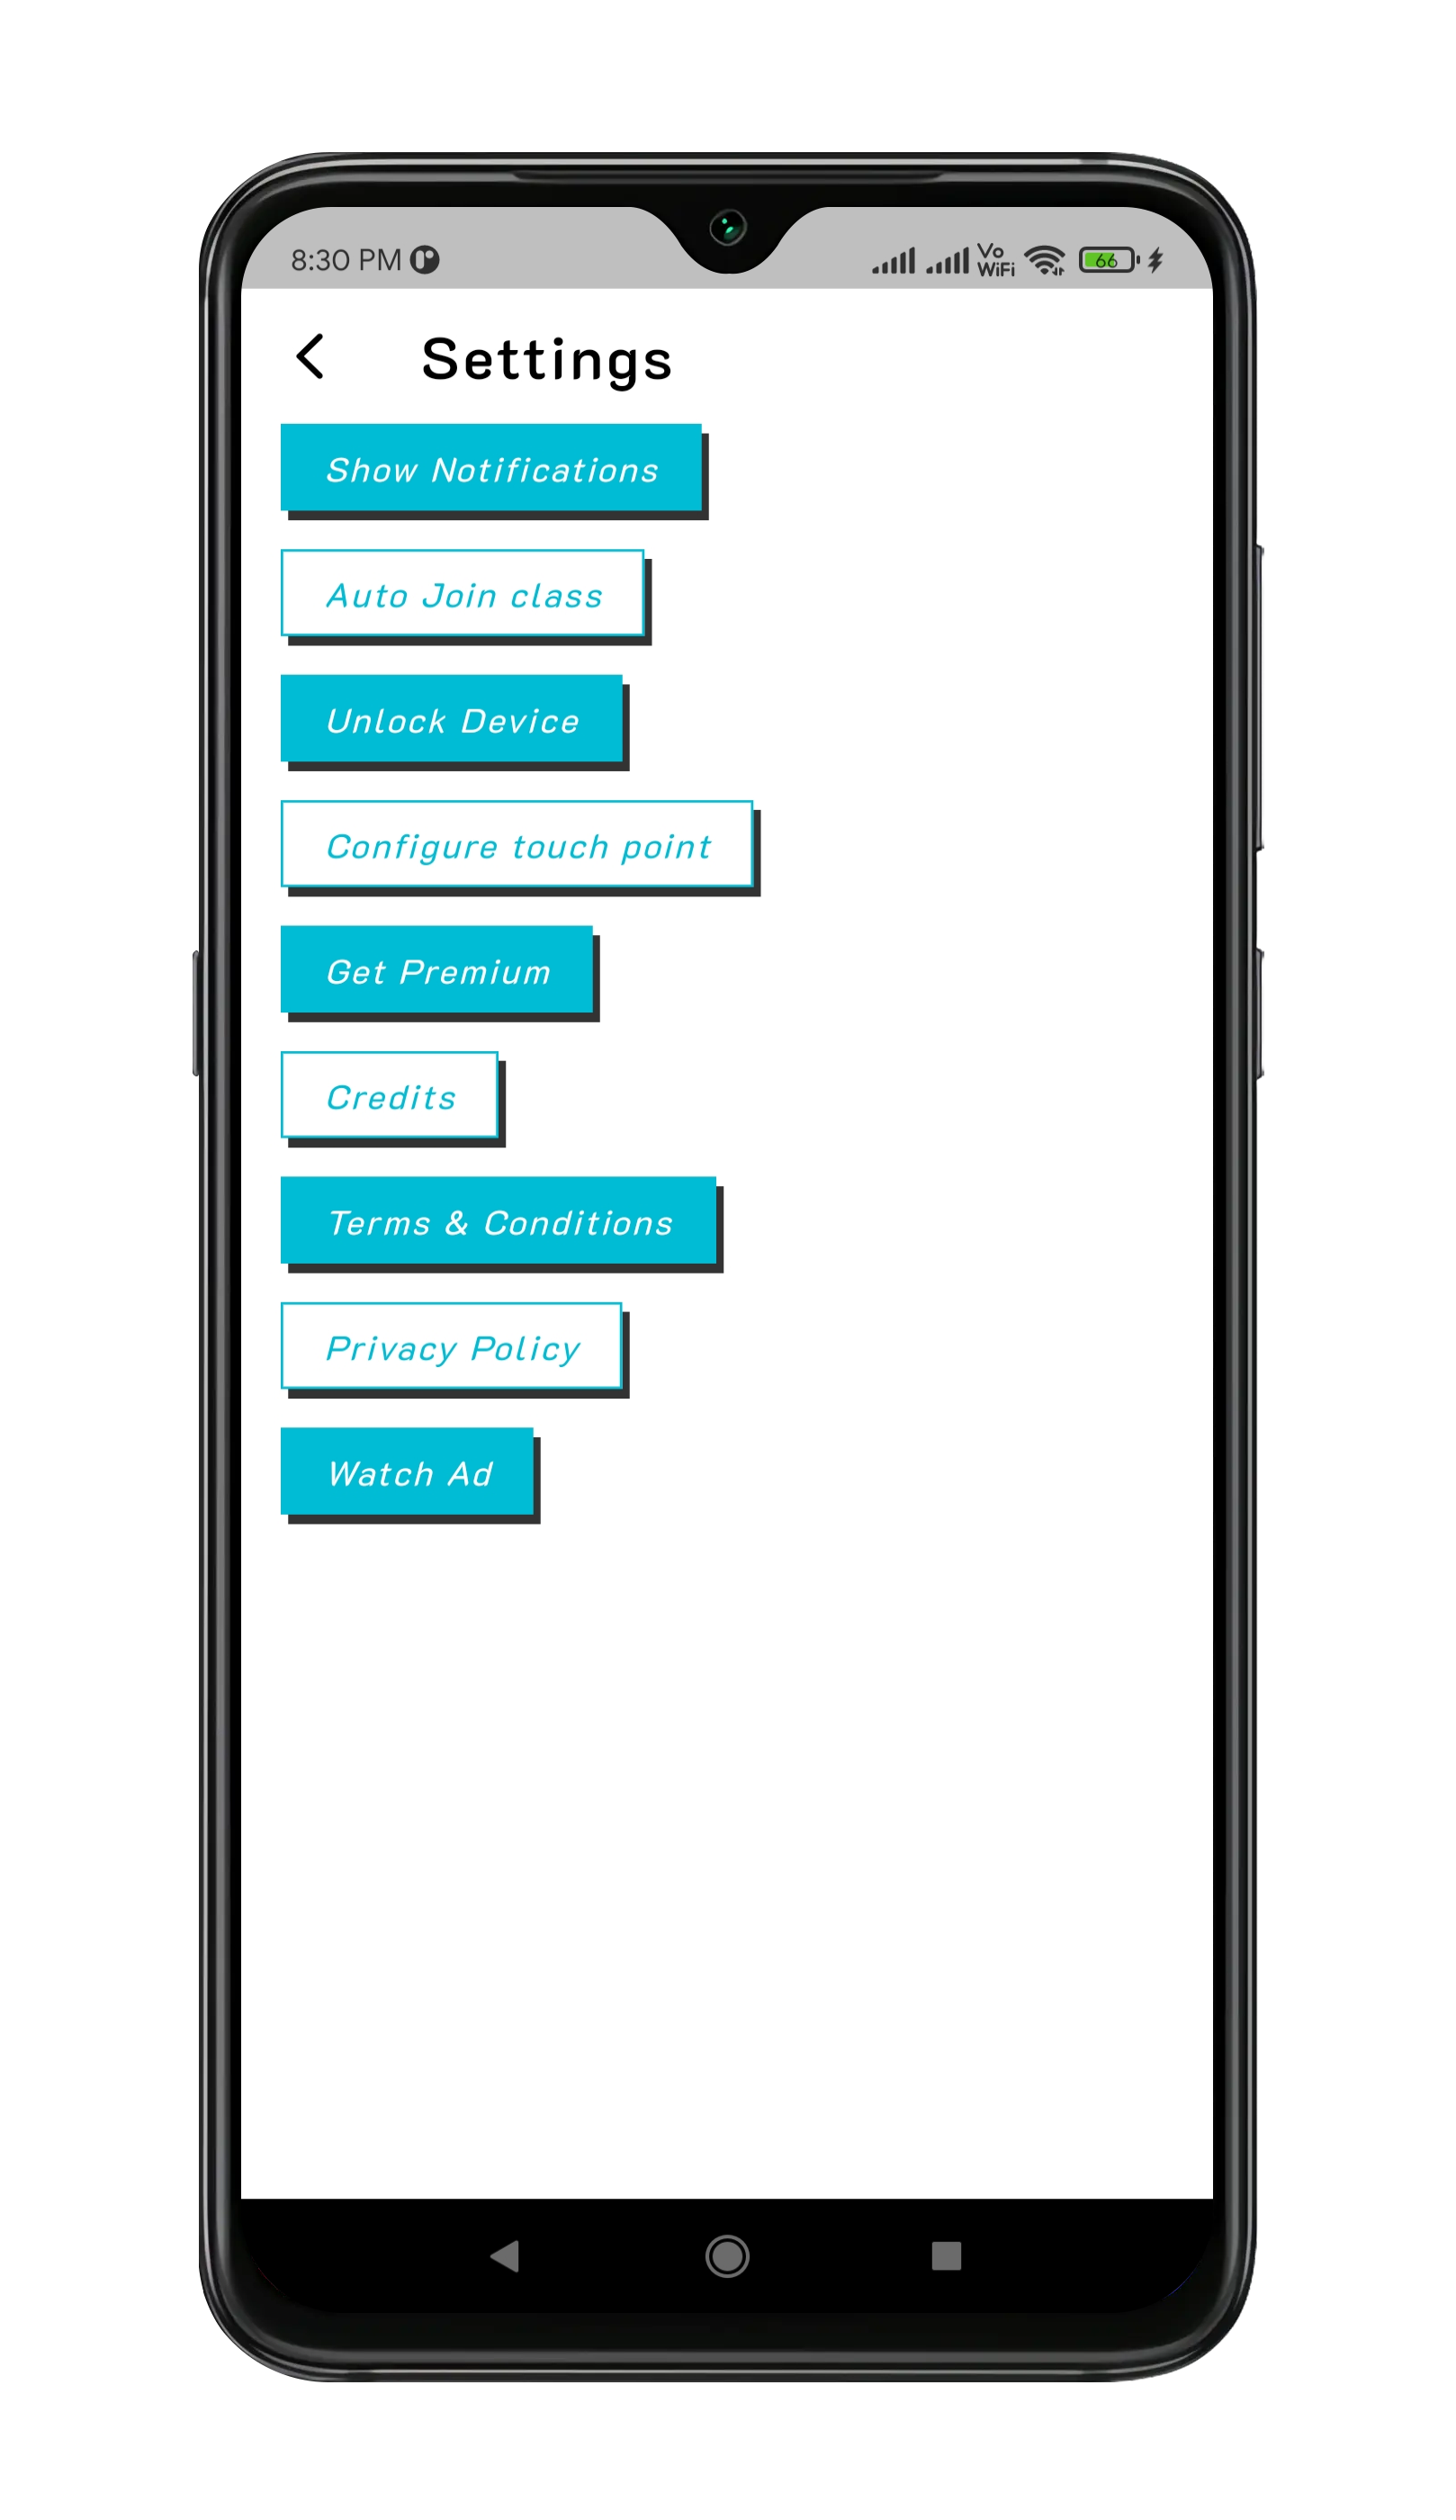 8:30 PM
Vo
WiFi
66
Settings
Show Notifications
Auto Join class
Unlock Device
Configure touch point
Get Premium
Credits
Terms & Conditions
Privacy Policy
Watch Ad